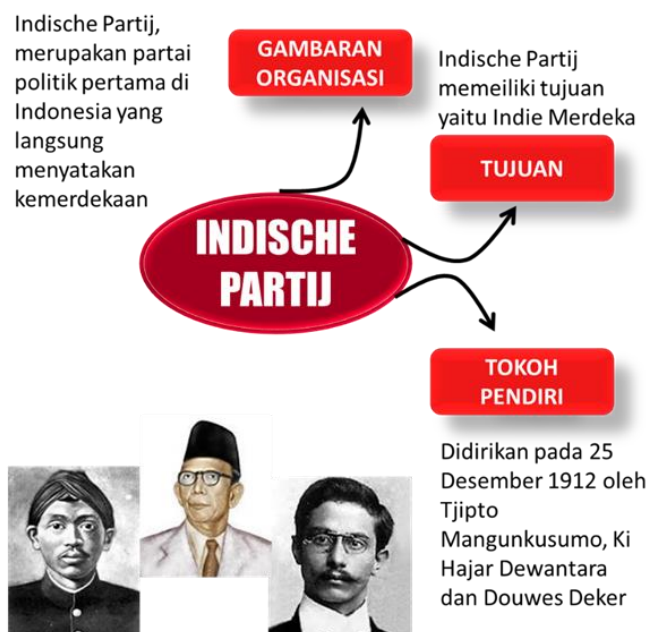 Indische Partij,
merupakan partai
politik pertama di
Indonesia yang
langsung
menyatakan
kemerdekaan
GAMBARAN
ORGANISASI
Indische Partij
memeiliki tujuan
yaitu Indie Merdeka
TUJUAN
INDISCHE
PARTIJ
TOKOH
PENDIRI
Didirikan pada 25
Desember 1912 oleh
Tjipto
Mangunkusumo, Ki
Hajar Dewantara
dan Douwes Deker